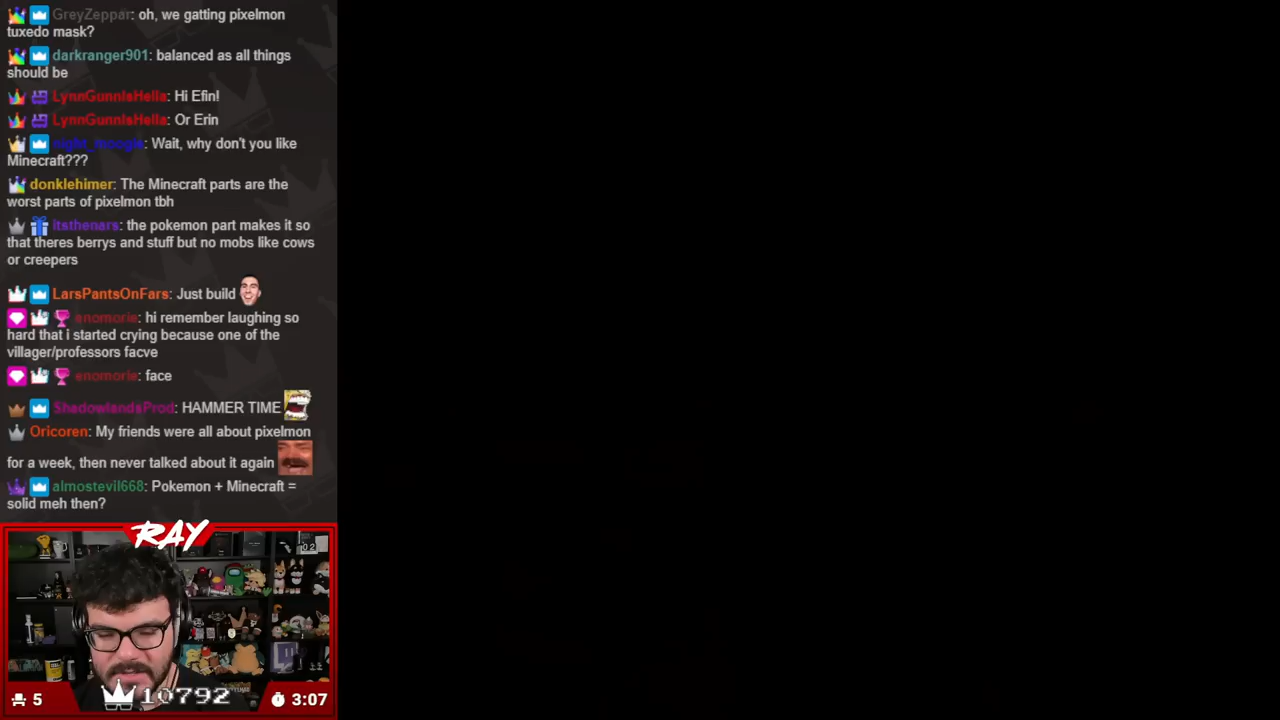 GreyZeppar: oh, we gatting pixelmon
tuxedo mask?
darkranger901: balanced as all things
should be
LynnGunnIsHella: Hi Efin!
LynnGunnIsHella: Or Erin
night_moogle: Wait, why don't you like
Minecraft???
donklehimer: The Minecraft parts are the
worst parts of pixelmon tbh
itsthenars: the pokemon part makes it so
that theres berrys and stuff but no mobs like cows
or creepers
LarsPantsOnFars: Just build
enomorie: hi remember laughing so
hard that i started crying because one of the
villager/professors facve
enomorie: face
ShadowlandsProd: HAMMER TIME
Oricoren: My friends were all about pixelmon
for a week, then never talked about it again
almostevil668: Pokemon + Minecraft =
solid meh then?
RAY
5
10792
3:07